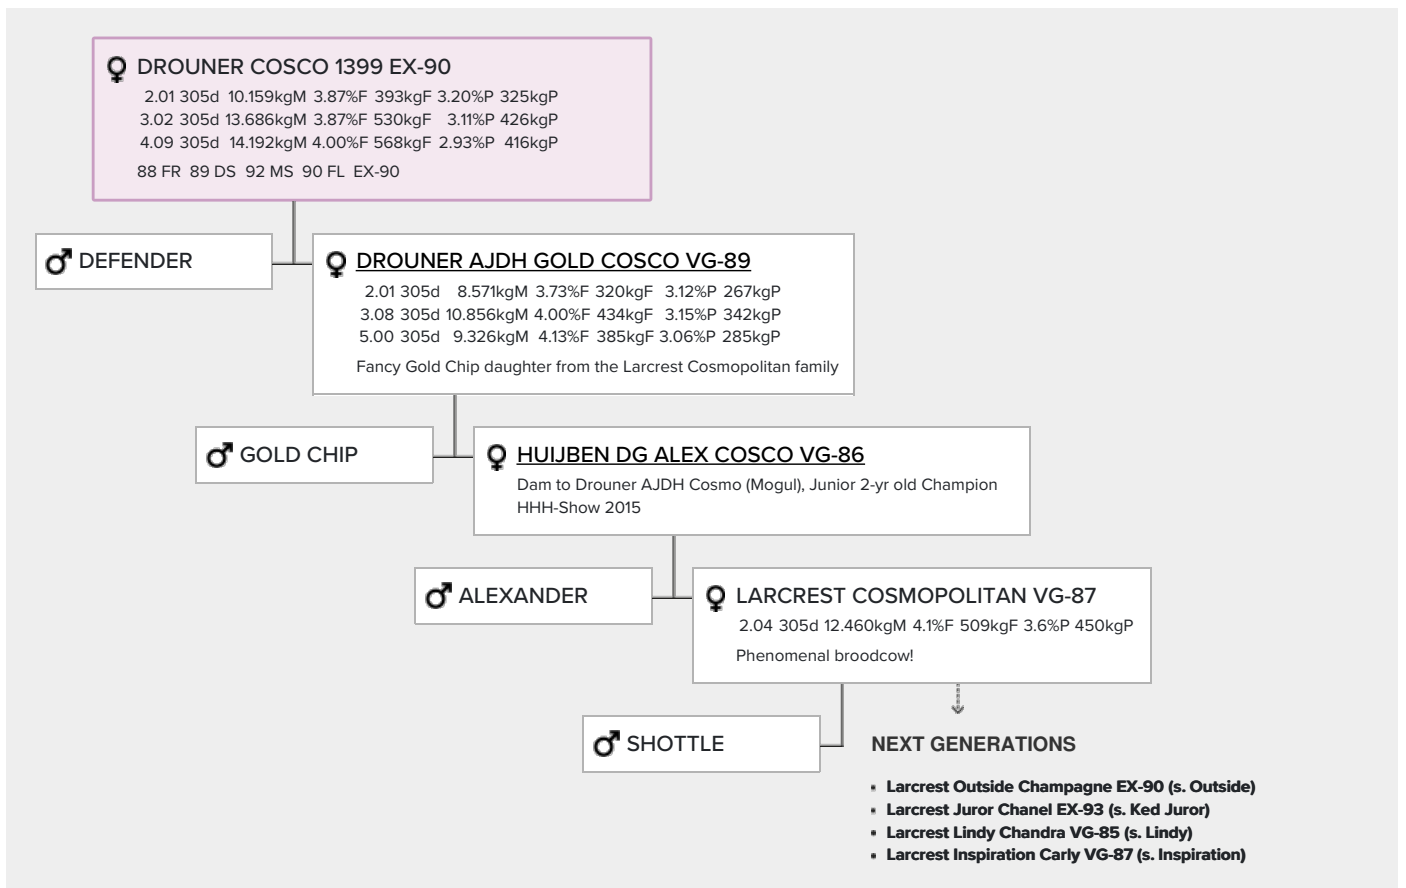 DROUNER COSCO 1399 EX-90
2.01 305d 10.159kgM 3.87%F 393kgF 3.20%P 325kgP
3.02 305d 13.686kgM 3.87%F 530kgF 3.11%P 426kgP
4.09 305d 14.192kgM 4.00%F 568kgF 2.93%P 416kgP
88 FR 89 DS 92 MS 90 FL EX-90
DEFENDER
DROUNER AJDH GOLD COSCO VG-89
2.01 305d 8.571kgM 3.73%F 320kgF 3.12%P 267kgP
3.08 305d 10.856kgM 4.00%F 434kgF 3.15%P 342kgP
5.00 305d 9.326kgM 4.13%F 385kgF 3.06%P 285kgP
Fancy Gold Chip daughter from the Larcrest Cosmopolitan family
GOLD CHIP
HUIJBEN DG ALEX COSCO VG-86
Dam to Drouner AJDH Cosmo (Mogul), Junior 2-yr old Champion
HHH-Show 2015
ALEXANDER
LARCREST COSMOPOLITAN VG-87
2.04 305d 12.460kgM 4.1%F 509kgF 3.6%P 450kgP
Phenomenal broodcow!
SHOTTLE
NEXT GENERATIONS
Larcrest Outside Champagne EX-90 (s. Outside)
Larcrest Juror Chanel EX-93 (s. Ked Juror)
Larcrest Lindy Chandra VG-85 (s. Lindy)
Larcrest Inspiration Carly VG-87 (s. Inspiration)